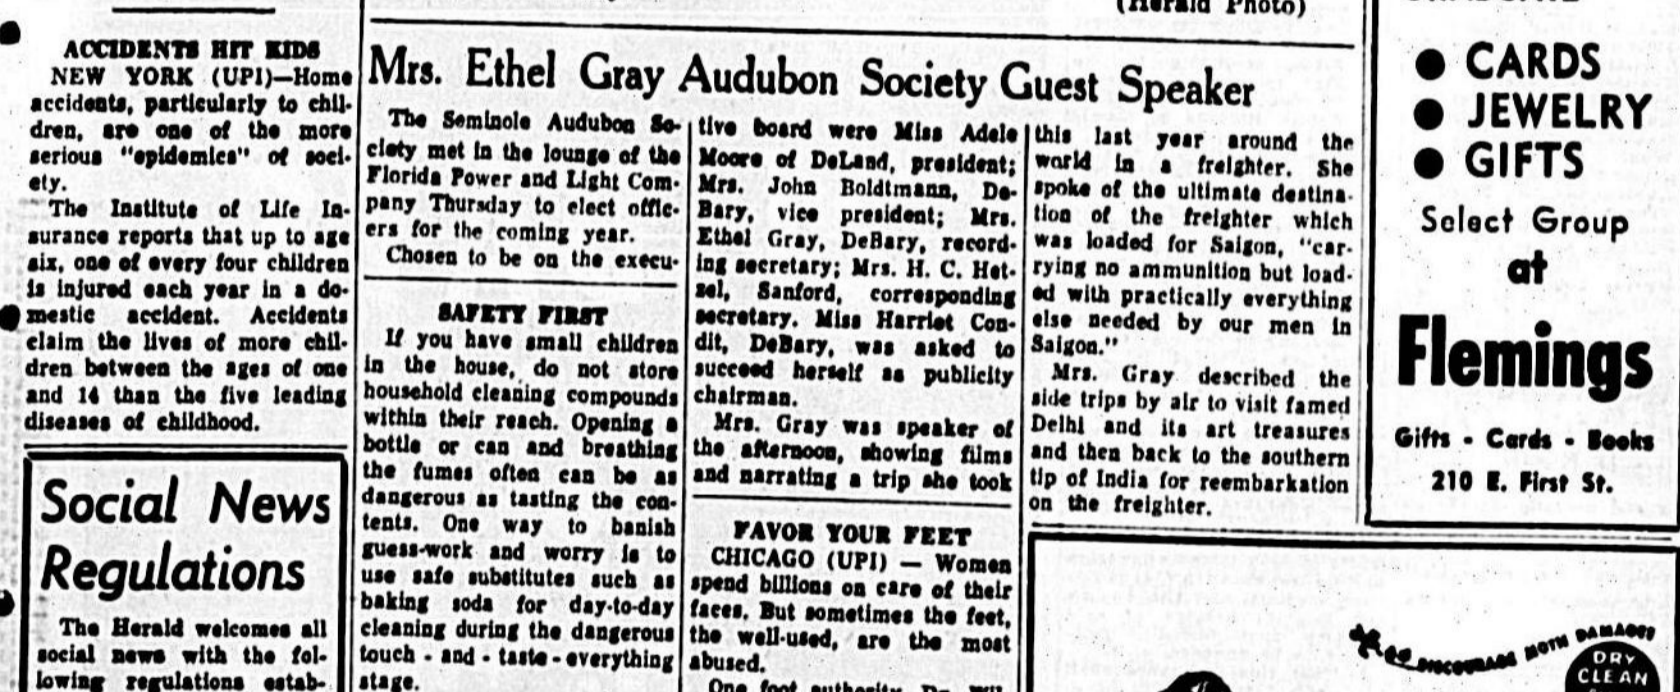 (Herald Photo)
ACCIDENTS HIT KIDS
NEW YORK (UPI)—Home
accidents, particularly to chil-
dren, are one of the more
serious "epidemics" of soci-
ety.
The Institute of Life In-
surance reports that up to age
six, one of every four children
is injured each year in a do-
mestic accident. Accidents
claim the lives of more chil-
dren between the ages of one
and 14 than the five leading
diseases of childhood.
Social News
Regulations
The Herald welcomes all
social news with the fol-
lowing regulations estab-
Mrs. Ethel Gray Audubon Society Guest Speaker
The Seminole Audubon So-
ciety met in the lounge of the
Florida Power and Light Com-
pany Thursday to elect offic-
ers for the coming year.
Chosen to be on the execu-
tive board were Miss Adele
Moore of DeLand, president;
Mrs. John Boldtmann, De-
Bary, vice president; Mrs.
Ethel Gray, DeBary, record-
ing secretary; Mrs. H. C. Het-
sel, Sanford, corresponding
secretary. Miss Harriet Con-
dit, DeBary, was asked to
succeed herself as publicity
chairman.
Mrs. Gray was speaker of
the afternoon, showing films
and narrating a trip she took
this last year around the
world in a freighter. She
spoke of the ultimate destina-
tion of the freighter which
was loaded for Saigon, "car-
rying no ammunition but load-
ed with practically everything
else needed by our men in
Saigon."
Mrs. Gray described the
side trips by air to visit famed
Delhi and its art treasures
and then back to the southern
tip of India for reembarkation
on the freighter.
SAFETY FIRST
If you have small children
in the house, do not store
household cleaning compounds
within their reach. Opening a
bottle or can and breathing
the fumes often can be as
dangerous as tasting the con-
tents. One way to banish
guess-work and worry is to
use safe substitutes such as
baking soda for day-to-day
cleaning during the dangerous
touch - and - taste - everything
stage.
FAVOR YOUR FEET
CHICAGO (UPI) — Women
spend billions on care of their
faces. But sometimes the feet,
the well-used, are the most
abused.
One foot authority,
● CARDS
● JEWELRY
● GIFTS
Select Group
at
Flemings
Gifts - Cards - Books
210 E. First St.
DISCOURAGE MOTH DAMAGES
DRY
CLEAN